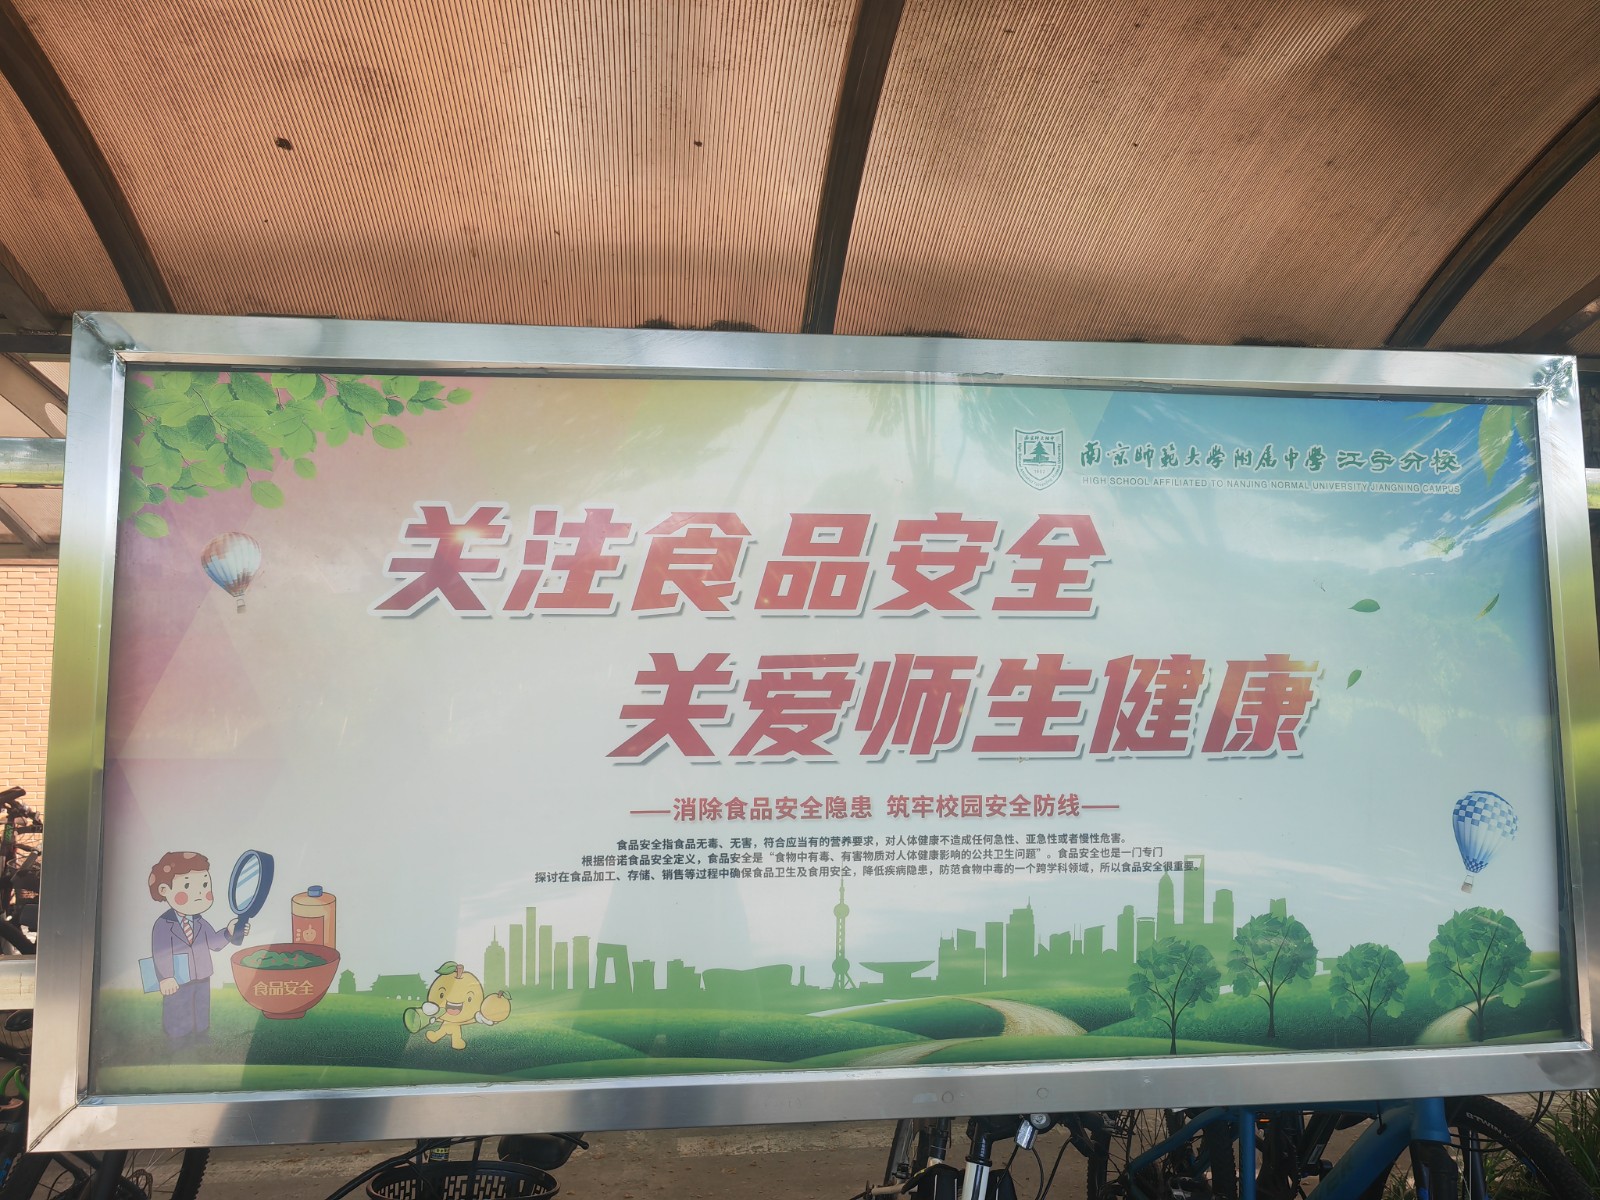 南京师范大学附属中学 江宁分校
HIGH SCHOOL AFFILIATED TO NANJING NORMAL UNIVERSITY JIANGNING CAMPUS
关注食品安全
关爱师生健康
——消除食品安全隐患 筑牢校园安全防线——
食品安全指食品无毒、无害，符合应当有的营养要求，对人体健康不造成任何急性、亚急性或者慢性危害。
根据倍诺食品安全定义，食品安全是“食物中有毒、有害物质对人体健康影响的公共卫生问题”。食品安全也是一门专门
探讨在食品加工、存储、销售等过程中确保食品卫生及食用安全，降低疾病隐患，防范食物中毒的一个跨学科领域，所以食品安全很重要。
食品安全